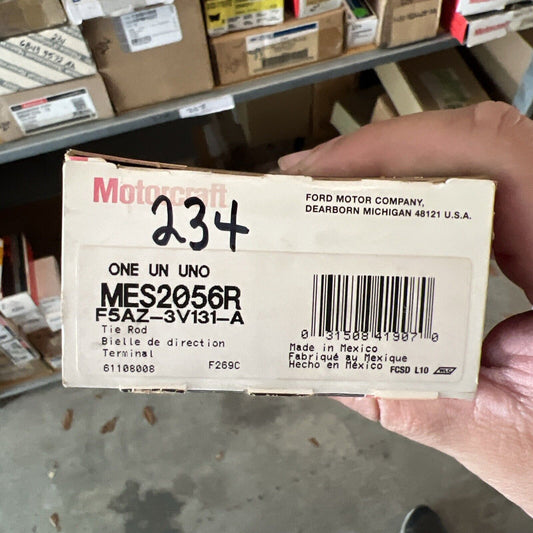 Motorcraft
234
FORD MOTOR COMPANY,
DEARBORN MICHIGAN 48121 U.S.A.
ONE UN UNO
MES2056R
F5AZ-3V131-A
Tie Rod
Bielle de direction
Terminal
61108008
F269C
0 31508 41907 0
Made in Mexico
Fabriqué au Mexique
Hecho en México
FCSD L10